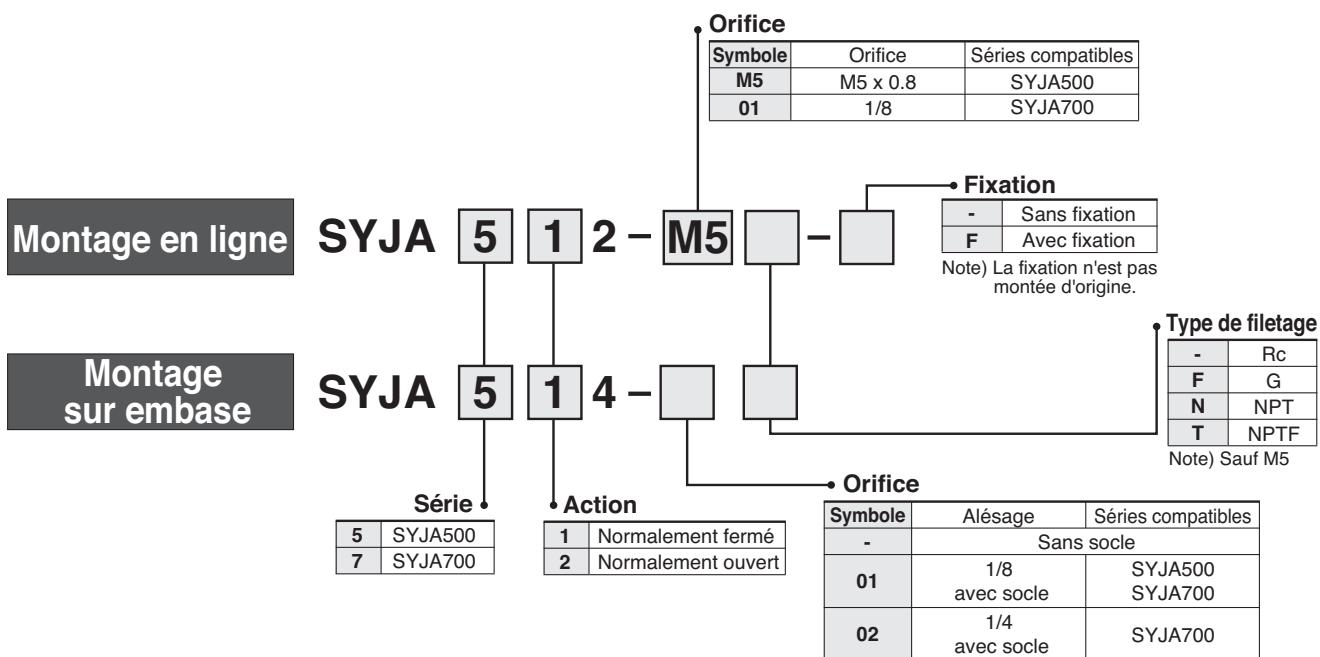 Orifice
Symbole Orifice Séries compatibles
M5 M5 x 0.8 SYJA500
01 1/8 SYJA700
Fixation
- Sans fixation
F Avec fixation
Note) La fixation n'est pas
montée d'origine.
Montage en ligne SYJA 5 1 2 – M5 –
Type de filetage
- Rc
F G
N NPT
T NPTF
Note) Sauf M5
Montage
sur embase
SYJA 5 1 4 –
Série
5 SYJA500
7 SYJA700
Action
1 Normalement fermé
2 Normalement ouvert
Orifice
Symbole Alésage Séries compatibles
- Sans socle
01 1/8 avec socle SYJA500 SYJA700
02 1/4 avec socle SYJA700